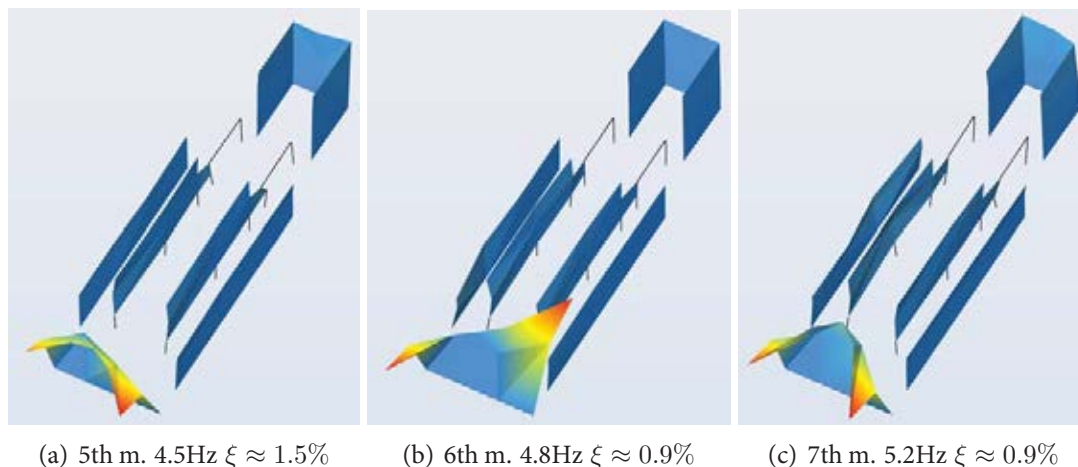 (a) 5th m. 4.5Hz ξ ≈ 1.5%
(b) 6th m. 4.8Hz ξ ≈ 0.9%
(c) 7th m. 5.2Hz ξ ≈ 0.9%